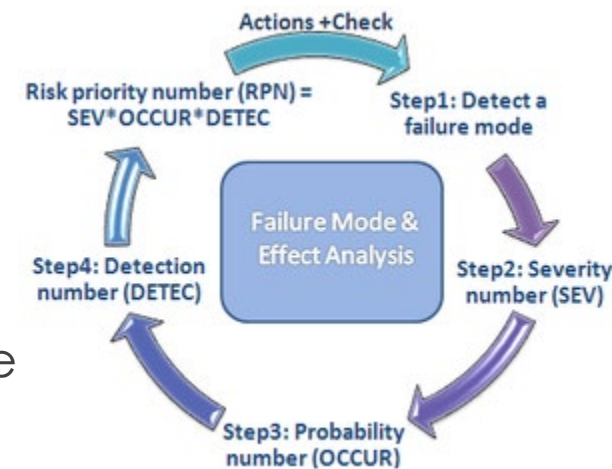 Actions +Check
Risk priority number (RPN) =
SEV*OCCUR*DETEC
Step1: Detect a
failure mode
Failure Mode &
Effect Analysis
Step2: Severity
number (SEV)
Step3: Probability
number (OCCUR)
Step4: Detection
number (DETEC)
e